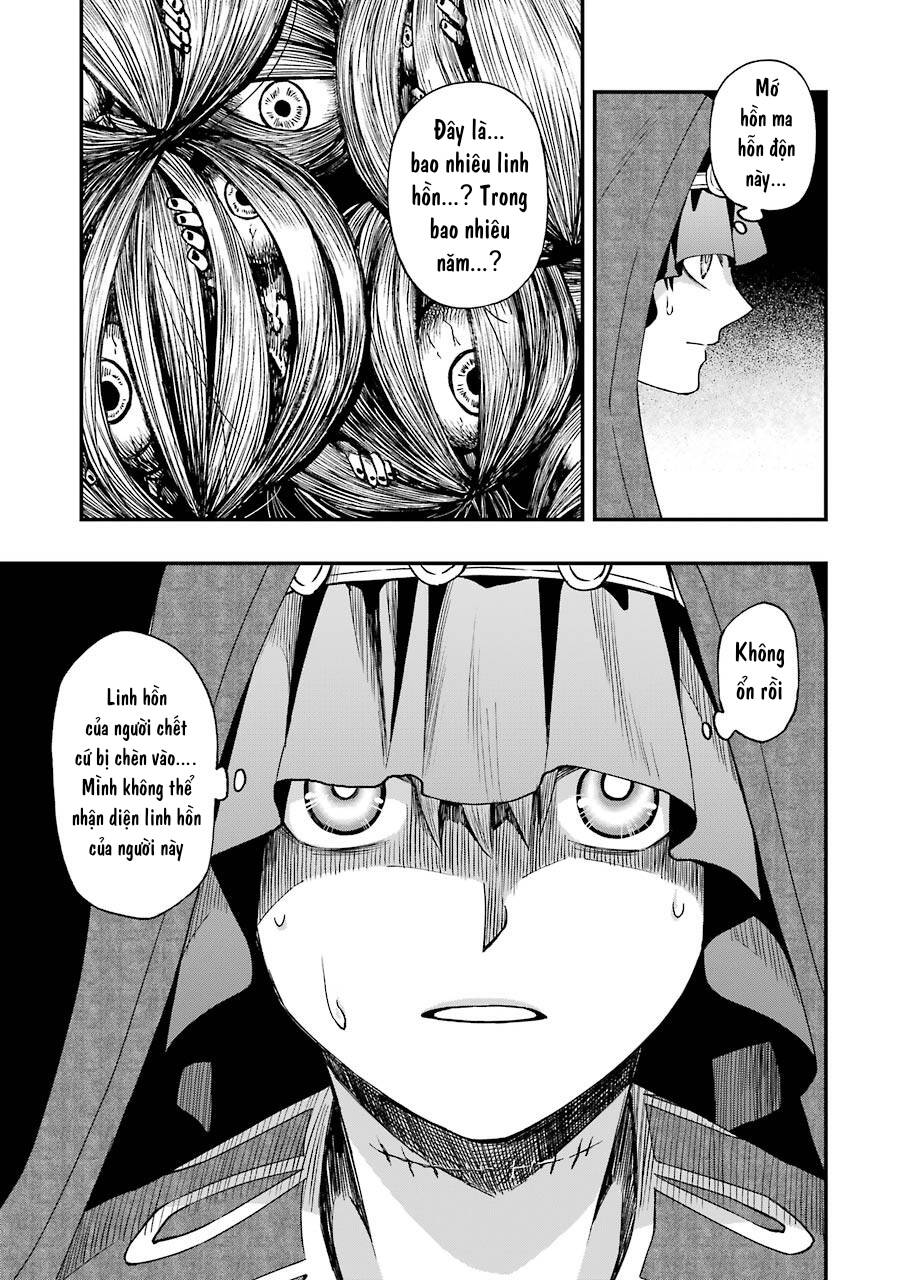 Mớ
hồn ma
hỗn độn
này...
Đây là...
bao nhiêu linh
hồn...? Trong
bao nhiêu
năm...?
Không
ổn rồi
Linh hồn
của người chết
cứ bị chèn vào....
Mình không thể
nhận diện linh hồn
của người này